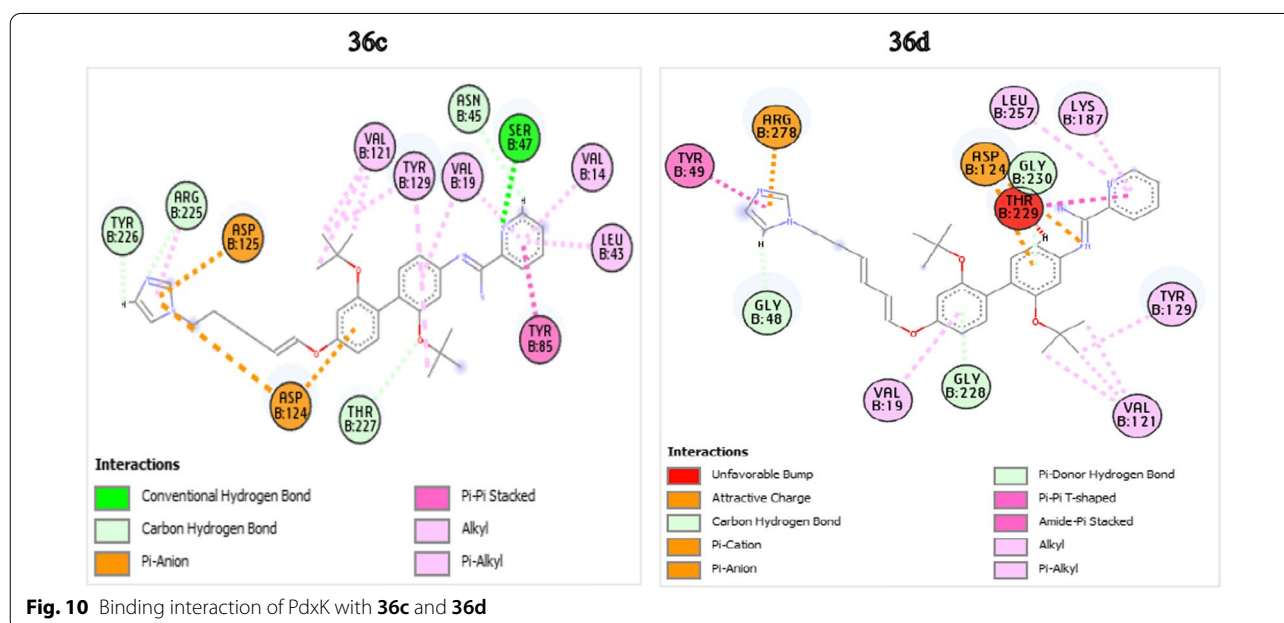 36c
36d
ASN
B:45
SER
B:47
VAL
B:121
TYR
B:129
VAL
B:19
VAL
B:14
ARG
B:225
TYR
B:226
ASP
B:125
LEU
B:43
TYR
B:85
ASP
B:124
THR
B:227
H
N
N
O
O
N
N
N
H
Interactions
Conventional Hydrogen Bond
Carbon Hydrogen Bond
Pi-Anion
Pi-Pi Stacked
Alkyl
Pi-Alkyl
LEU
B:257
LYS
B:187
ARG
B:278
TYR
B:49
ASP
B:124
GLY
B:230
THR
B:229
GLY
B:48
TYR
B:129
VAL
B:19
GLY
B:228
VAL
B:121
N
N
H
O
O
O
H
N
N
N
H
Interactions
Unfavorable Bump
Attractive Charge
Carbon Hydrogen Bond
Pi-Cation
Pi-Anion
Pi-Donor Hydrogen Bond
Pi-Pi T-shaped
Amide-Pi Stacked
Alkyl
Pi-Alkyl
Fig. 10 Binding interaction of PdxK with 36c and 36d